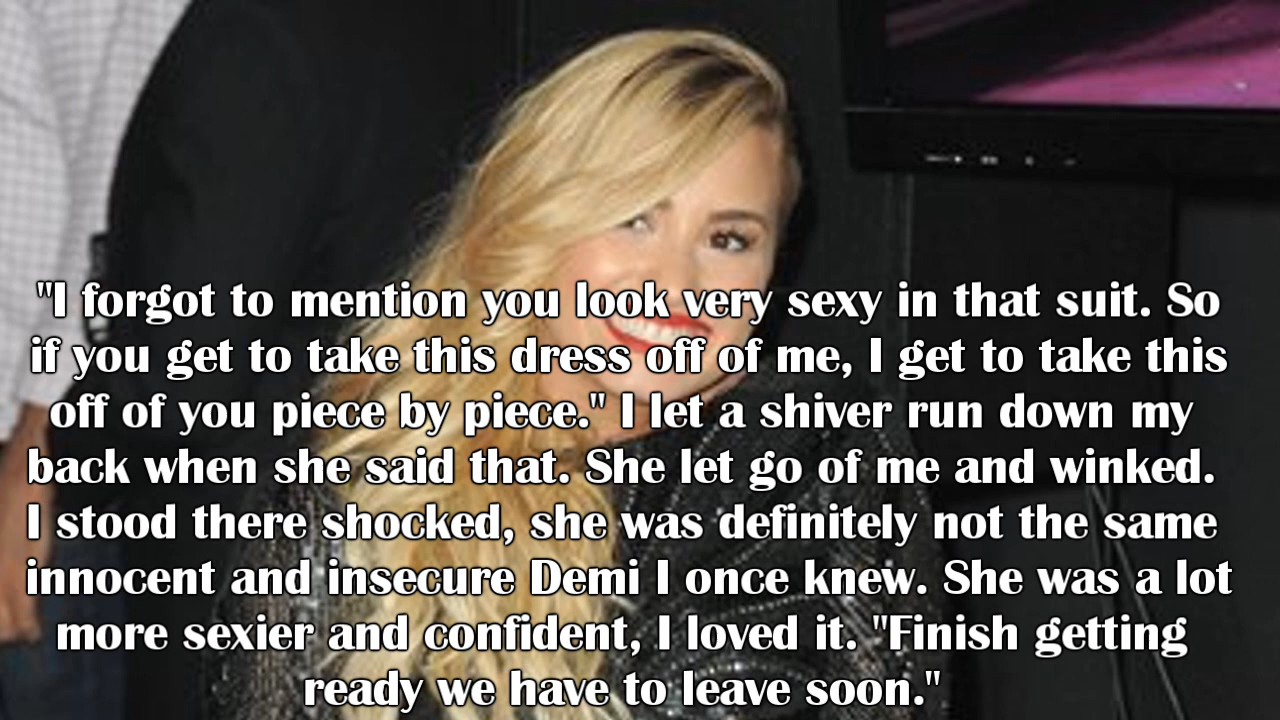 "I forgot to mention you look very sexy in that suit. So
if you get to take this dress off of me, I get to take this
off of you piece by piece." I let a shiver run down my
back when she said that. She let go of me and winked.
I stood there shocked, she was definitely not the same
innocent and insecure Demi I once knew. She was a lot
more sexier and confident, I loved it. "Finish getting
ready we have to leave soon."